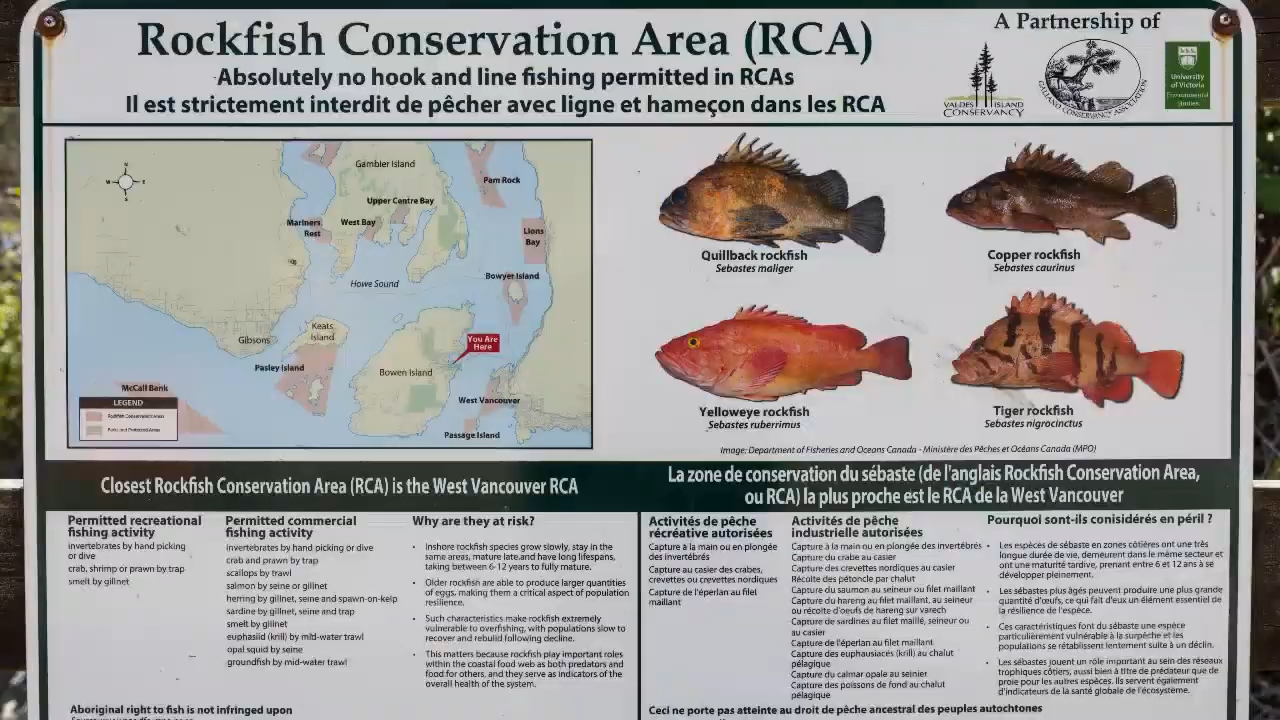 Rockfish Conservation Area (RCA)
Absolutely no hook and line fishing permitted in RCAs
Il est strictement interdit de pêcher avec ligne et hameçon dans les RCA
A Partnership of
VALDES ISLAND
CONSERVANCY
GALIANO CONSERVANCY ASSOCIATION
University
of Victoria
Environmental
Studies
N
W
E
S
Gambier Island
Pam Rock
Upper Centre Bay
Mariners
Rest
West Bay
Lions
Bay
Bowyer Island
Howe Sound
Keats
Island
Gibsons
You Are
Here
Pasley Island
Bowen Island
McCall Bank
West Vancouver
Passage Island
LEGEND
Rockfish Conservation Areas
Parks and Protected Areas
Quillback rockfish
Sebastes maliger
Copper rockfish
Sebastes caurinus
Yelloweye rockfish
Sebastes ruberrimus
Tiger rockfish
Sebastes nigrocinctus
Image: Department of Fisheries and Oceans Canada - Ministère des Pêches et Océans Canada (MPO)
Closest Rockfish Conservation Area (RCA) is the West Vancouver RCA
La zone de conservation du sébaste (de l'anglais Rockfish Conservation Area,
ou RCA) la plus proche est le RCA de la West Vancouver
Permitted recreational
fishing activity
invertebrates by hand picking
or dive
crab, shrimp or prawn by trap
smelt by gillnet
Permitted commercial
fishing activity
invertebrates by hand picking or dive
crab and prawn by trap
scallops by trawl
salmon by seine or gillnet
herring by gillnet, seine and spawn-on-kelp
sardine by gillnet, seine and trap
smelt by gillnet
euphasiid (krill) by mid-water trawl
opal squid by seine
groundfish by mid-water trawl
Why are they at risk?
• Inshore rockfish species grow slowly, stay in the
same areas, mature late and have long lifespans,
taking between 6-12 years to fully mature.
• Older rockfish are able to produce larger quantities
of eggs, making them a critical aspect of population
resilience.
• Such characteristics make rockfish extremely
vulnerable to overfishing, with populations slow to
recover and rebuild following decline.
• This matters because rockfish play important roles
within the coastal food web as both predators and
food for others, and they serve as indicators of the
overall health of the system.
Aboriginal right to fish is not infringed upon
Activités de pêche
récréative autorisées
Capture à la main ou en plongée
des invertébrés
Capture au casier des crabes,
crevettes ou crevettes nordiques
Capture de l'éperlan au filet
maillant
Activités de pêche
industrielle autorisées
Capture à la main ou en plongée des invertébrés
Capture du crabe au casier
Capture des crevettes nordiques au casier
Récolte des pétoncle par chalut
Capture du saumon au seineur ou filet maillant
Capture du hareng au filet maillant, au seineur
ou récolte d'oeufs de hareng sur varech
Capture de sardines au filet maillé, seineur ou
au casier
Capture de l'éperlan au filet maillant
Capture des euphausiacés (krill) au chalut
pélagique
Capture du calmar opale au seinier
Capture des poissons de fond au chalut
pélagique
Pourquoi sont-ils conisidérés en péril ?
• Les espèces de sébaste en zones côtières ont une très
longue durée de vie, demeurent dans le même secteur et
ont une maturité tardive, prenant entre 6 et 12 ans à se
développer pleinement.
• Les sébastes plus âgés peuvent produire une plus grande
quantité d'œufs, ce qui fait d'eux un élément essentiel de
la résilience de l'espèce.
• Ces caractéristiques font du sébaste une espèce
particulièrement vulnérable à la surpêche et les
populations se rétablissent lentement suite à un déclin.
• Les sébastes jouent un rôle important au sein des réseaux
trophiques côtiers, aussi bien à titre de prédateur que de
proie pour les autres espèces. Ils servent également
d'indicateurs de la santé globale de l'écosystème.
Ceci ne porte pas atteinte au droit de pêche ancestral des peuples autochtones